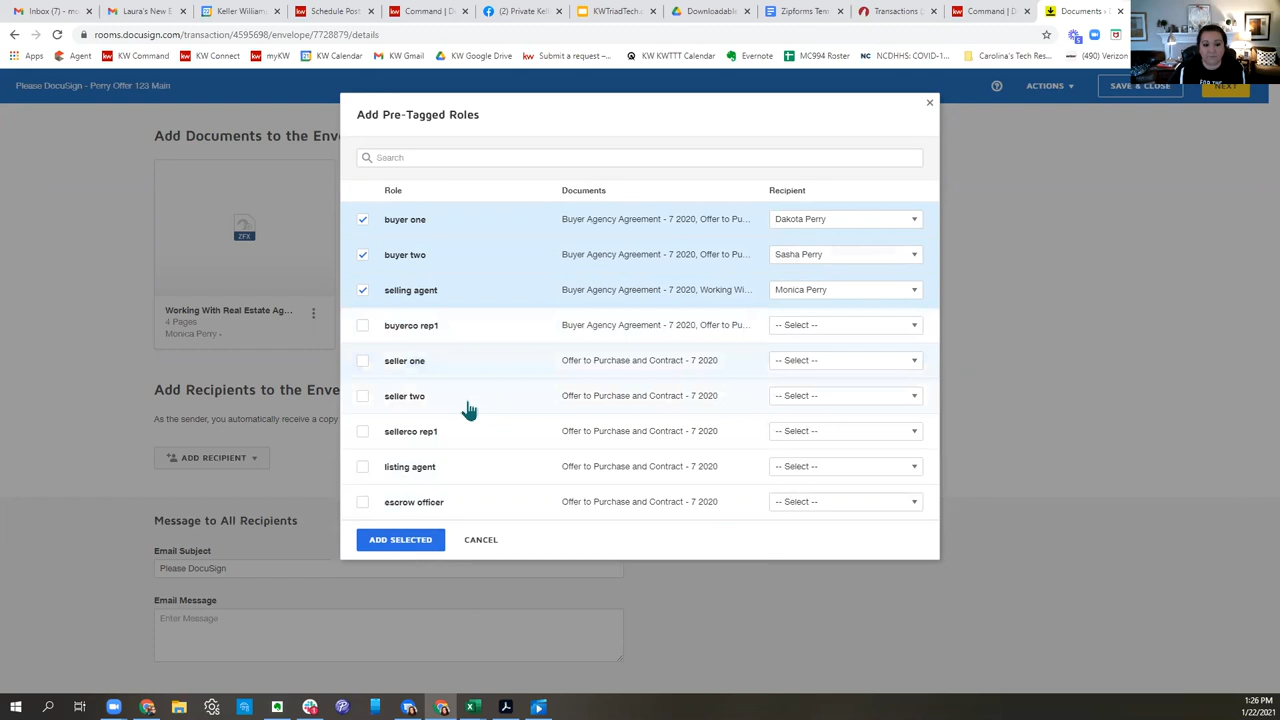 Inbox (7) - mo
Laura's New E
Keller William
Schedule Post
Command | D
(Private Kelle
KWTriadTech.c
Downloadabl
Zipforms Tem
Transactions (
Command | D
Documents ›
rooms.docusign.com/transaction/4595698/envelope/7728879/details
Apps
Agent
KW Command
KW Connect
myKW
KW Calendar
KW Gmail
KW Google Drive
Submit a request –...
KW KWTTT Calendar
Evernote
MC994 Roster
NC NCDHHS: COVID-1...
Carolina's Tech Res...
(490) Verizon
FOR THE
Please DocuSign - Perry Offer 123 Main
ACTIONS
SAVE & CLOSE
NEXT
Add Documents to the Enve
ZFX
Working With Real Estate Ag...
4 Pages
Monica Perry
Add Recipients to the Enve
As the sender, you automatically receive a copy
ADD RECIPIENT
Message to All Recipients
Email Subject
Please DocuSign
Email Message
Enter Message
Add Pre-Tagged Roles
×
Search
Role Documents Recipient
buyer one Buyer Agency Agreement - 7 2020, Offer to Pu... Dakota Perry
buyer two Buyer Agency Agreement - 7 2020, Offer to Pu... Sasha Perry
selling agent Buyer Agency Agreement - 7 2020, Working Wi... Monica Perry
buyerco rep1 Buyer Agency Agreement - 7 2020, Offer to Pu... -- Select --
seller one Offer to Purchase and Contract - 7 2020 -- Select --
seller two Offer to Purchase and Contract - 7 2020 -- Select --
sellerco rep1 Offer to Purchase and Contract - 7 2020 -- Select --
listing agent Offer to Purchase and Contract - 7 2020 -- Select --
escrow officer Offer to Purchase and Contract - 7 2020 -- Select --
ADD SELECTED CANCEL
1:26 PM
1/22/2021